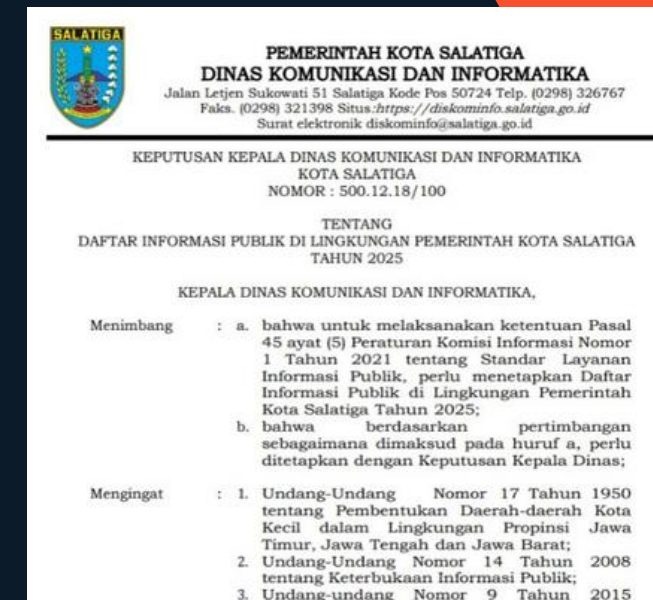 SALATIGA
PEMERINTAH KOTA SALATIGA
DINAS KOMUNIKASI DAN INFORMATIKA
Jalan Letjen Sukowati 51 Salatiga Kode Pos 50724 Telp. (0298) 326767
Faks. (0298) 321398 Situs:https://diskominfo.salatiga.go.id
Surat elektronik diskominfo@salatiga.go.id
KEPUTUSAN KEPALA DINAS KOMUNIKASI DAN INFORMATIKA
KOTA SALATIGA
NOMOR : 500.12.18/100
TENTANG
DAFTAR INFORMASI PUBLIK DI LINGKUNGAN PEMERINTAH KOTA SALATIGA
TAHUN 2025
KEPALA DINAS KOMUNIKASI DAN INFORMATIKA,
Menimbang : a. bahwa untuk melaksanakan ketentuan Pasal
45 ayat (5) Peraturan Komisi Informasi Nomor
1 Tahun 2021 tentang Standar Layanan
Informasi Publik, perlu menetapkan Daftar
Informasi Publik di Lingkungan Pemerintah
Kota Salatiga Tahun 2025;
b. bahwa berdasarkan pertimbangan
sebagaimana dimaksud pada huruf a, perlu
ditetapkan dengan Keputusan Kepala Dinas;
Mengingat : 1. Undang-Undang Nomor 17 Tahun 1950
tentang Pembentukan Daerah-daerah Kota
Kecil dalam Lingkungan Propinsi Jawa
Timur, Jawa Tengah dan Jawa Barat;
2. Undang-Undang Nomor 14 Tahun 2008
tentang Keterbukaan Informasi Publik;
3. Undang-undang Nomor 9 Tahun 2015